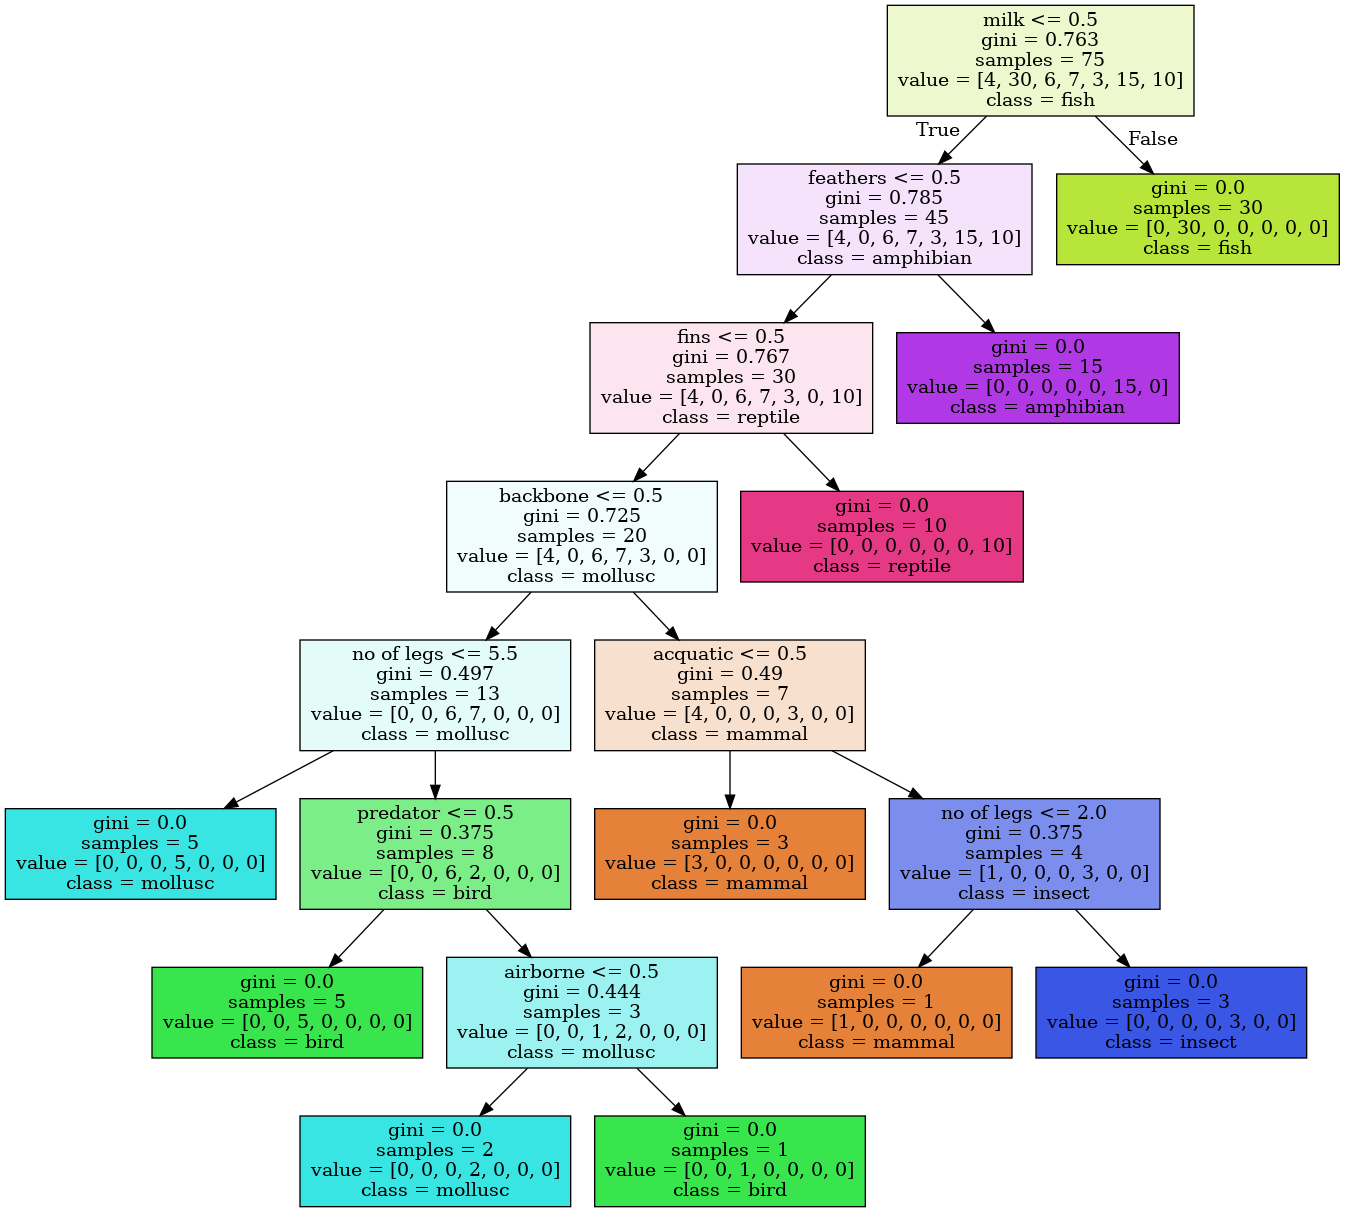 milk <= 0.5
gini = 0.763
samples = 75
value = [4, 30, 6, 7, 3, 15, 10]
class = fish
True
False
feathers <= 0.5
gini = 0.785
samples = 45
value = [4, 0, 6, 7, 3, 15, 10]
class = amphibian
gini = 0.0
samples = 30
value = [0, 30, 0, 0, 0, 0, 0]
class = fish
fins <= 0.5
gini = 0.767
samples = 30
value = [4, 0, 6, 7, 3, 0, 10]
class = reptile
gini = 0.0
samples = 15
value = [0, 0, 0, 0, 0, 15, 0]
class = amphibian
backbone <= 0.5
gini = 0.725
samples = 20
value = [4, 0, 6, 7, 3, 0, 0]
class = mollusc
gini = 0.0
samples = 10
value = [0, 0, 0, 0, 0, 0, 10]
class = reptile
no of legs <= 5.5
gini = 0.497
samples = 13
value = [0, 0, 6, 7, 0, 0, 0]
class = mollusc
acquatic <= 0.5
gini = 0.49
samples = 7
value = [4, 0, 0, 0, 3, 0, 0]
class = mammal
gini = 0.0
samples = 5
value = [0, 0, 0, 5, 0, 0, 0]
class = mollusc
predator <= 0.5
gini = 0.375
samples = 8
value = [0, 0, 6, 2, 0, 0, 0]
class = bird
gini = 0.0
samples = 3
value = [3, 0, 0, 0, 0, 0, 0]
class = mammal
no of legs <= 2.0
gini = 0.375
samples = 4
value = [1, 0, 0, 0, 3, 0, 0]
class = insect
gini = 0.0
samples = 5
value = [0, 0, 5, 0, 0, 0, 0]
class = bird
airborne <= 0.5
gini = 0.444
samples = 3
value = [0, 0, 1, 2, 0, 0, 0]
class = mollusc
gini = 0.0
samples = 1
value = [1, 0, 0, 0, 0, 0, 0]
class = mammal
gini = 0.0
samples = 3
value = [0, 0, 0, 0, 3, 0, 0]
class = insect
gini = 0.0
samples = 2
value = [0, 0, 0, 2, 0, 0, 0]
class = mollusc
gini = 0.0
samples = 1
value = [0, 0, 1, 0, 0, 0, 0]
class = bird